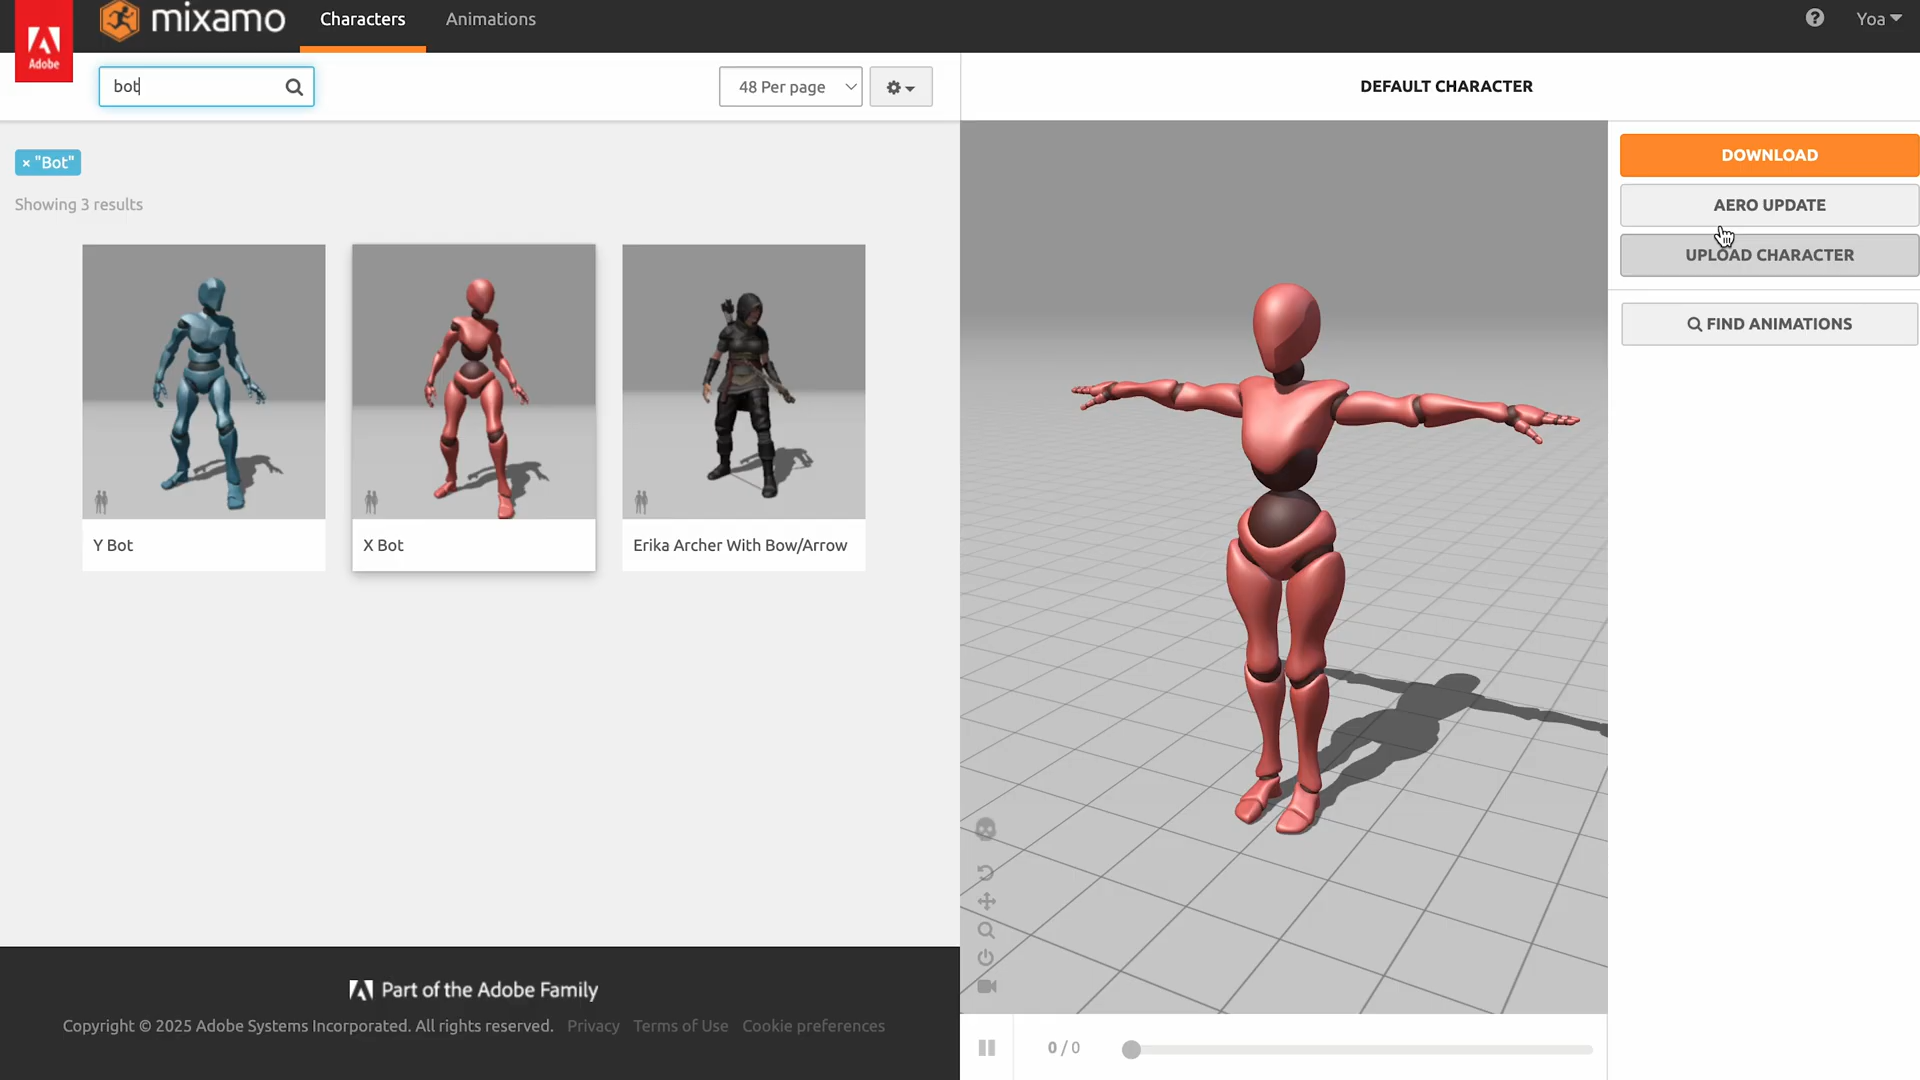 Adobe
mixamo
Characters
Animations
Yoa
bot
48 Per page
DEFAULT CHARACTER
× "Bot"
Showing 3 results
DOWNLOAD
AERO UPDATE
UPLOAD CHARACTER
FIND ANIMATIONS
Y Bot
X Bot
Erika Archer With Bow/Arrow
Part of the Adobe Family
Copyright © 2025 Adobe Systems Incorporated. All rights reserved. Privacy Terms of Use Cookie preferences
0 / 0